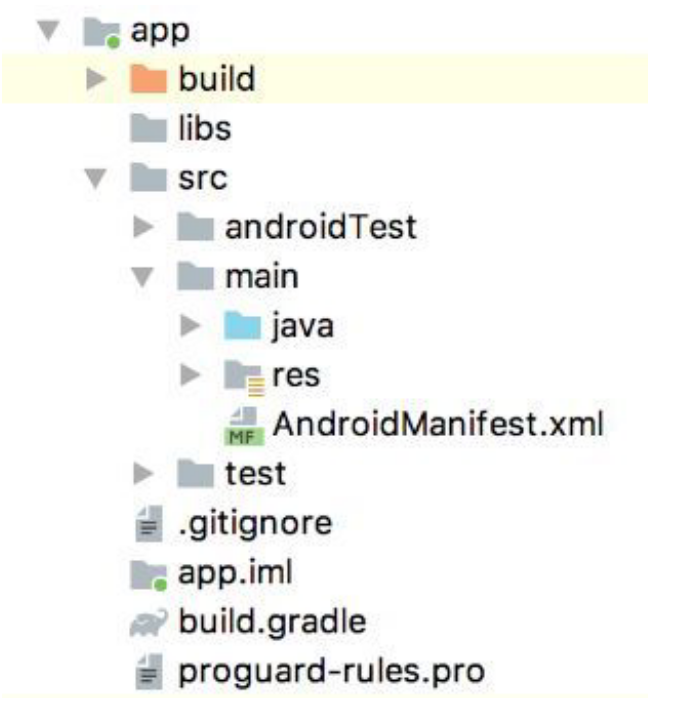 app
build
libs
src
androidTest
main
java
res
MF AndroidManifest.xml
test
.gitignore
app.iml
build.gradle
proguard-rules.pro